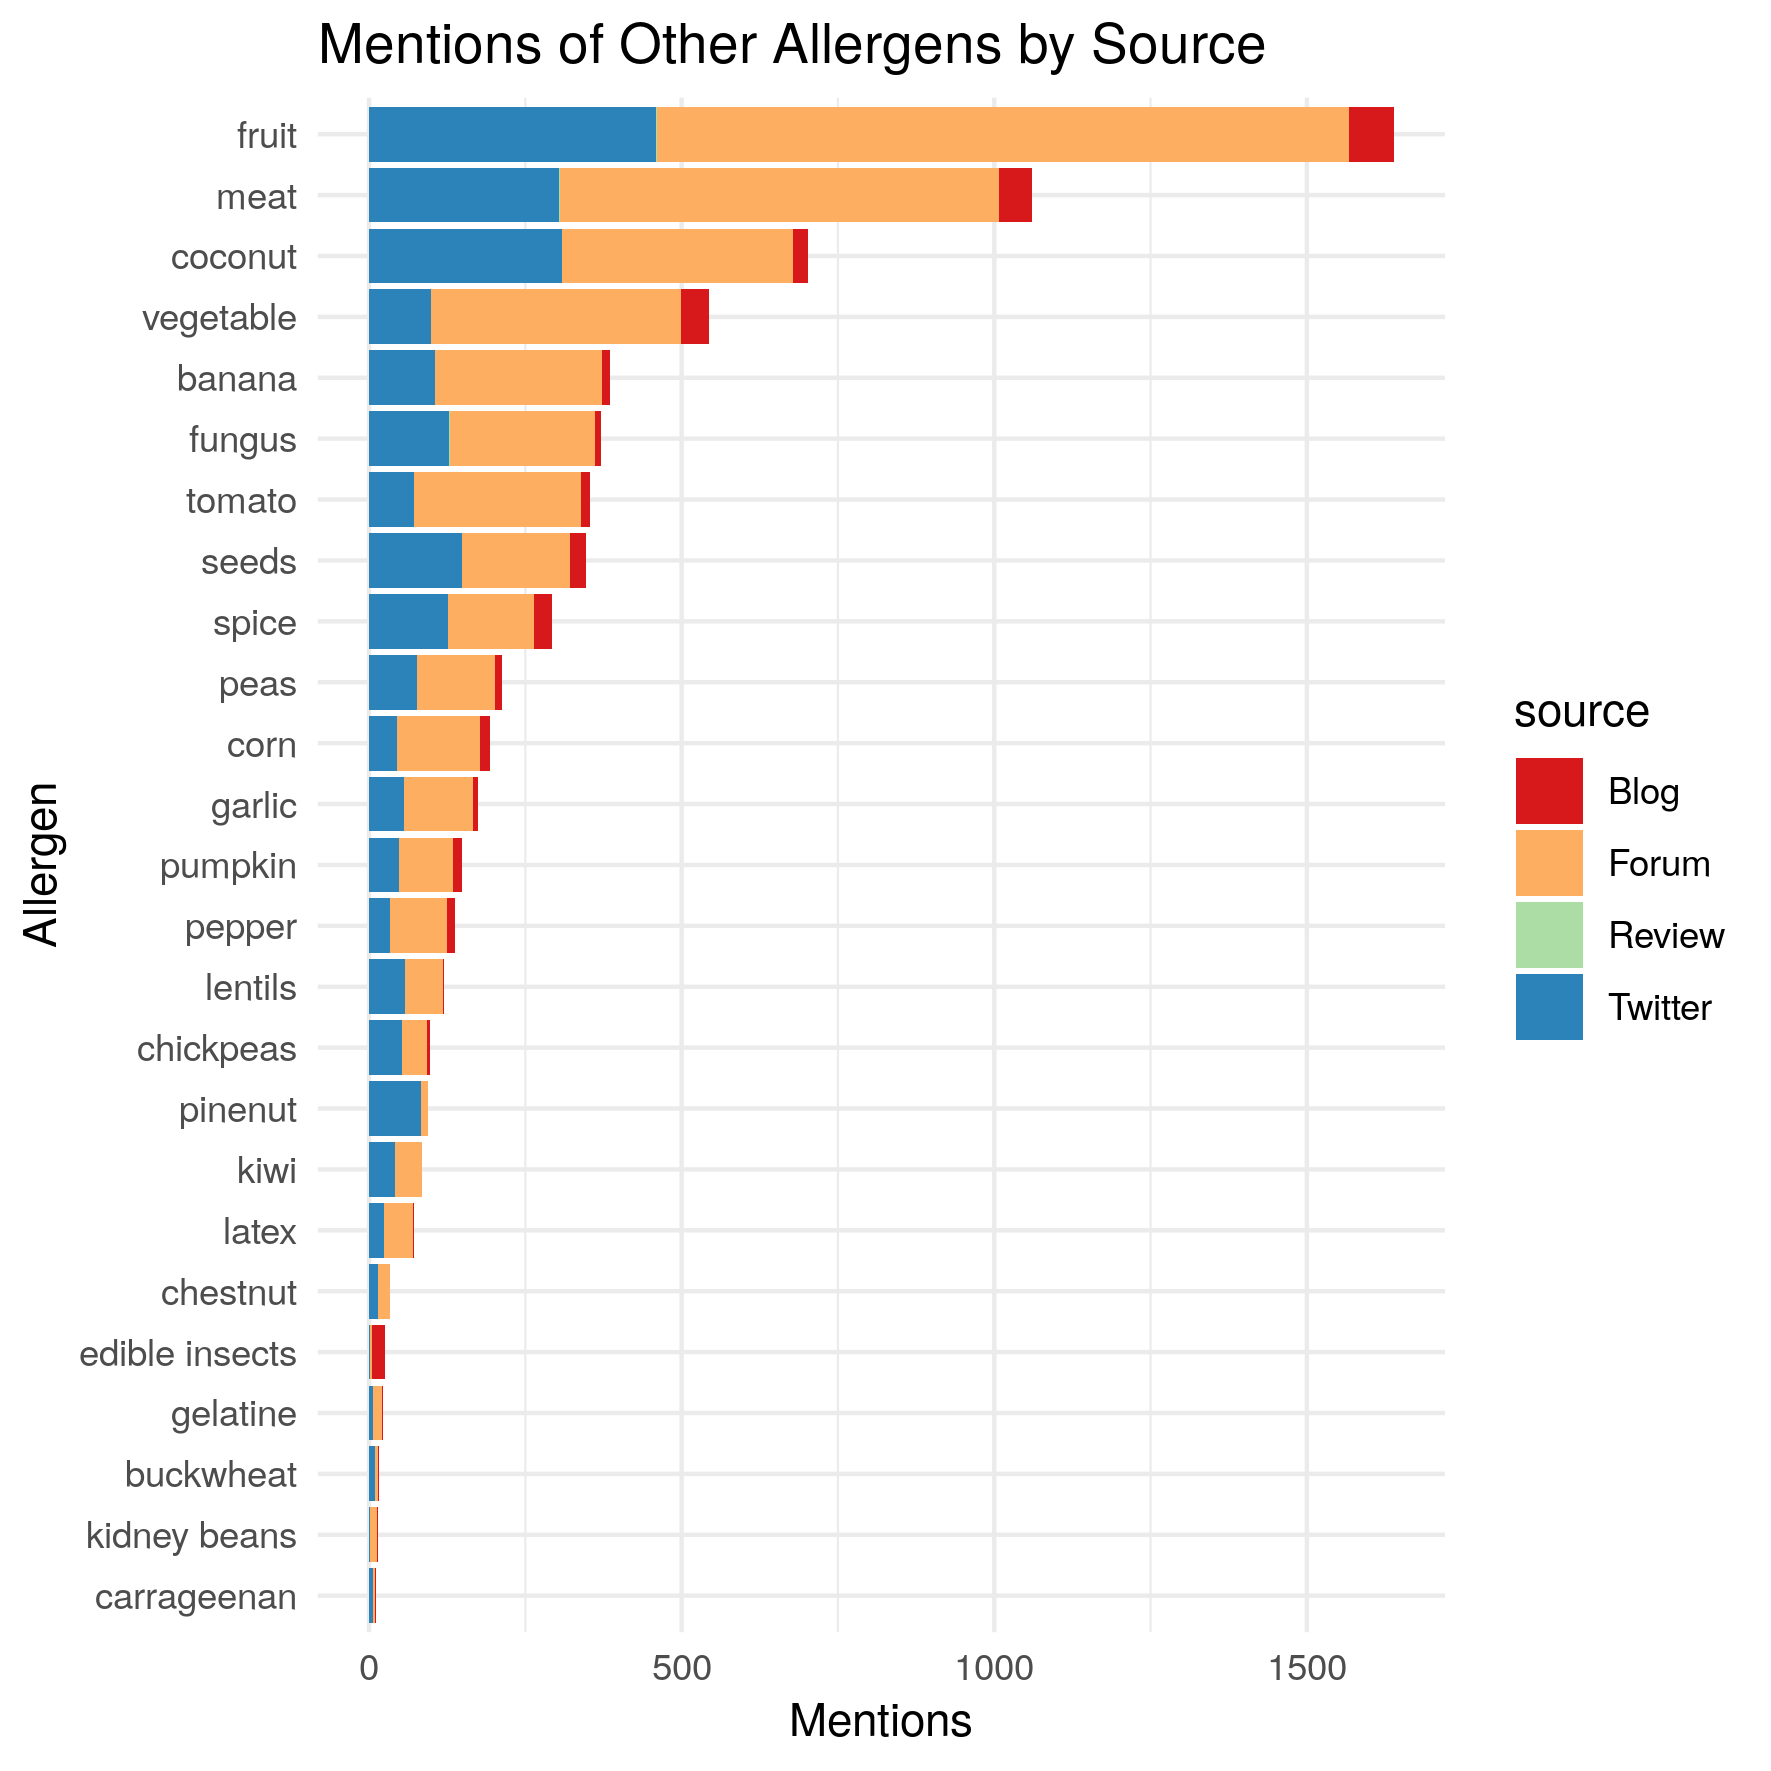 Mentions of Other Allergens by Source
fruit
meat
coconut
vegetable
banana
fungus
tomato
seeds
spice
peas
corn
garlic
pumpkin
pepper
lentils
chickpeas
pinenut
kiwi
latex
chestnut
edible insects
gelatine
buckwheat
kidney beans
carrageenan
Allergen
0 500 1000 1500
Mentions
source
Blog
Forum
Review
Twitter